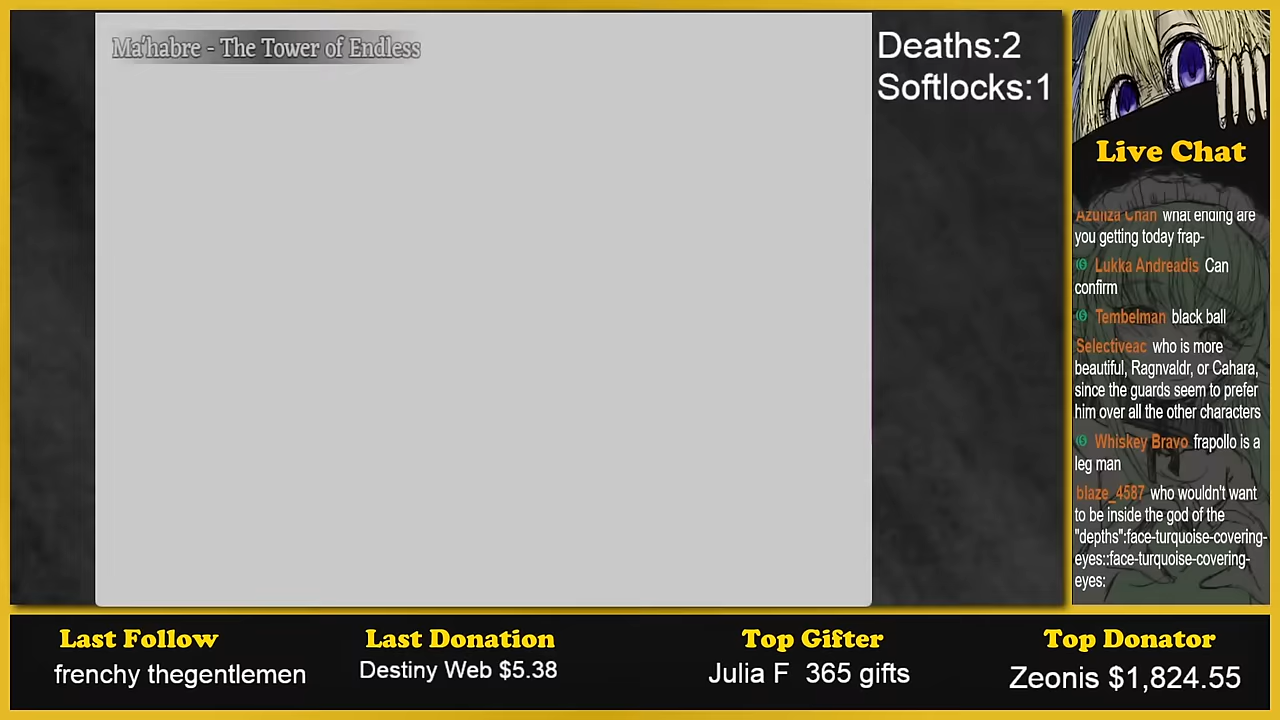 Ma'habre - The Tower of Endless
Deaths:2
Softlocks:1
Live Chat
Azuliza Chan what ending are
you getting today frap-
Lukka Andreadis Can
confirm
Tembelman black ball
Selectiveac who is more
beautiful, Ragnvaldr, or Cahara,
since the guards seem to prefer
him over all the other characters
Whiskey Bravo frapollo is a
leg man
blaze_4587 who wouldn't want
to be inside the god of the
"depths":face-turquoise-covering-
eyes::face-turquoise-covering-
eyes:
Last Follow
frenchy thegentlemen
Last Donation
Destiny Web $5.38
Top Gifter
Julia F 365 gifts
Top Donator
Zeonis $1,824.55